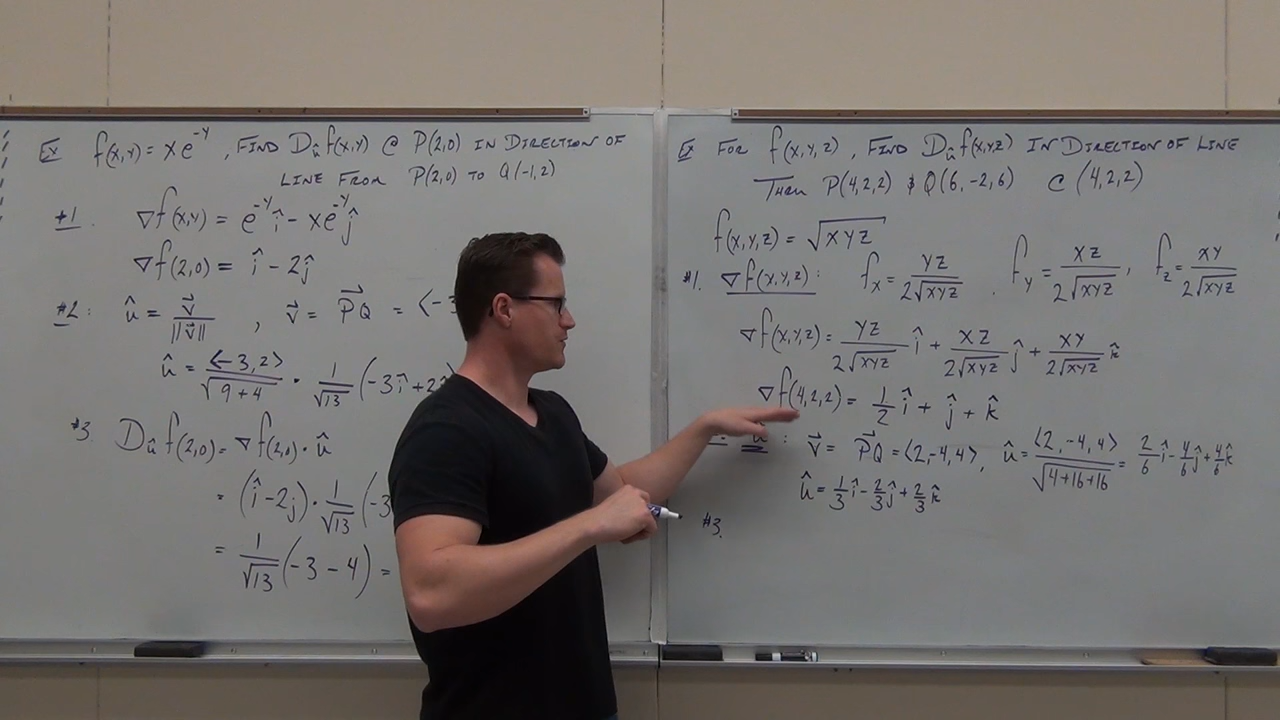 Ex f(x,y) = xe^{-y}, FIND D_û f(x,y) @ P(2,0) IN DIRECTION OF
LINE FROM P(2,0) TO Q(-1,2)
#1. ∇f(x,y) = e^{-y} î - xe^{-y} ĵ
∇f(2,0) = î - 2ĵ
#2: û = v⃗/||v⃗|| , v⃗ = PQ⃗ = ⟨-
û = ⟨-3,2⟩/√(9+4) · 1/√13 (-3î+2
#3 D_û f(2,0) = ∇f(2,0) · û
= (î-2ĵ) · 1/√13 (-3
= 1/√13 (-3-4) =
Ex FOR f(x,y,z), FIND D_û f(x,y,z) IN DIRECTION OF LINE
THRU P(4,2,2) & Q(6,-2,6) @ (4,2,2)
f(x,y,z) = √(xyz)
#1. ∇f(x,y,z): f_x = yz/(2√(xyz)) , f_y = xz/(2√(xyz)) , f_z = xy/(2√(xyz))
∇f(x,y,z) = yz/(2√(xyz)) î + xz/(2√(xyz)) ĵ + xy/(2√(xyz)) k̂
∇f(4,2,2) = 1/2 î + ĵ + k̂
û : v⃗ = PQ⃗ = ⟨2,-4,4⟩, û = ⟨2,-4,4⟩/√(4+16+16) = 2/6 î - 4/6 ĵ + 4/6 k̂
û = 1/3 î - 2/3 ĵ + 2/3 k̂
#3.